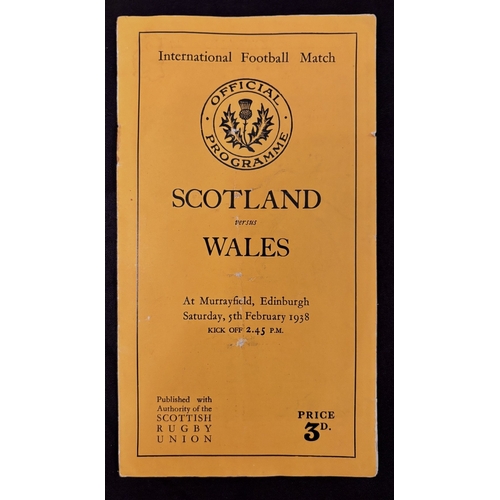 International Football Match
OFFICIAL
PROGRAMME
SCOTLAND
versus
WALES
At Murrayfield, Edinburgh
Saturday, 5th February 1938
KICK OFF 2.45 P.M.
Published with
Authority of the
SCOTTISH
RUGBY
UNION
PRICE
3D.